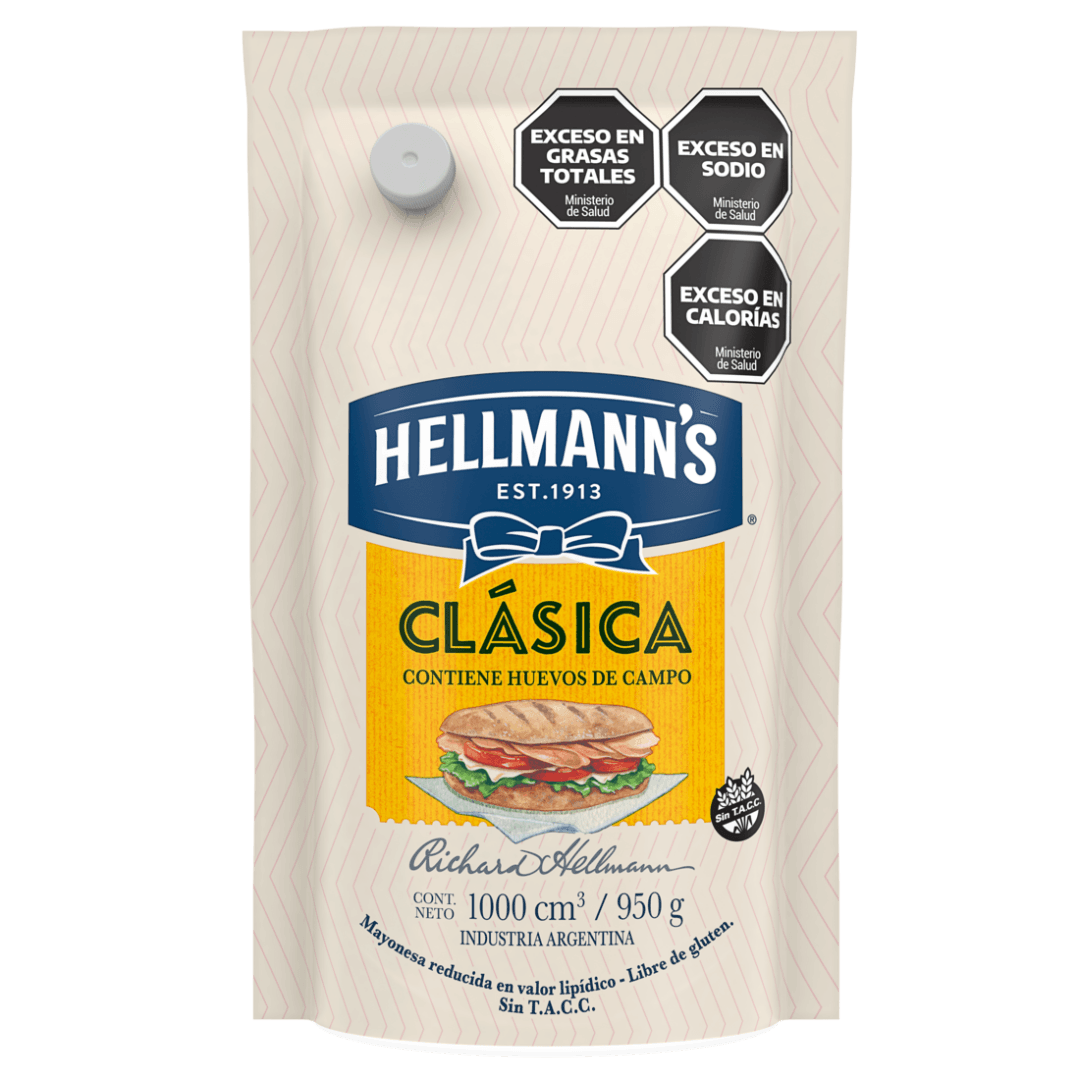 EXCESO EN
GRASAS
TOTALES
Ministerio
de Salud
EXCESO EN
SODIO
Ministerio
de Salud
EXCESO EN
CALORÍAS
Ministerio
de Salud
HELLMANN'S
EST.1913
®
CLÁSICA
CONTIENE HUEVOS DE CAMPO
Sin T.A.C.C.
Richard Hellmann
CONT.
NETO 1000 cm³ / 950 g
INDUSTRIA ARGENTINA
Mayonesa reducida en valor lipídico - Libre de gluten.
Sin T.A.C.C.